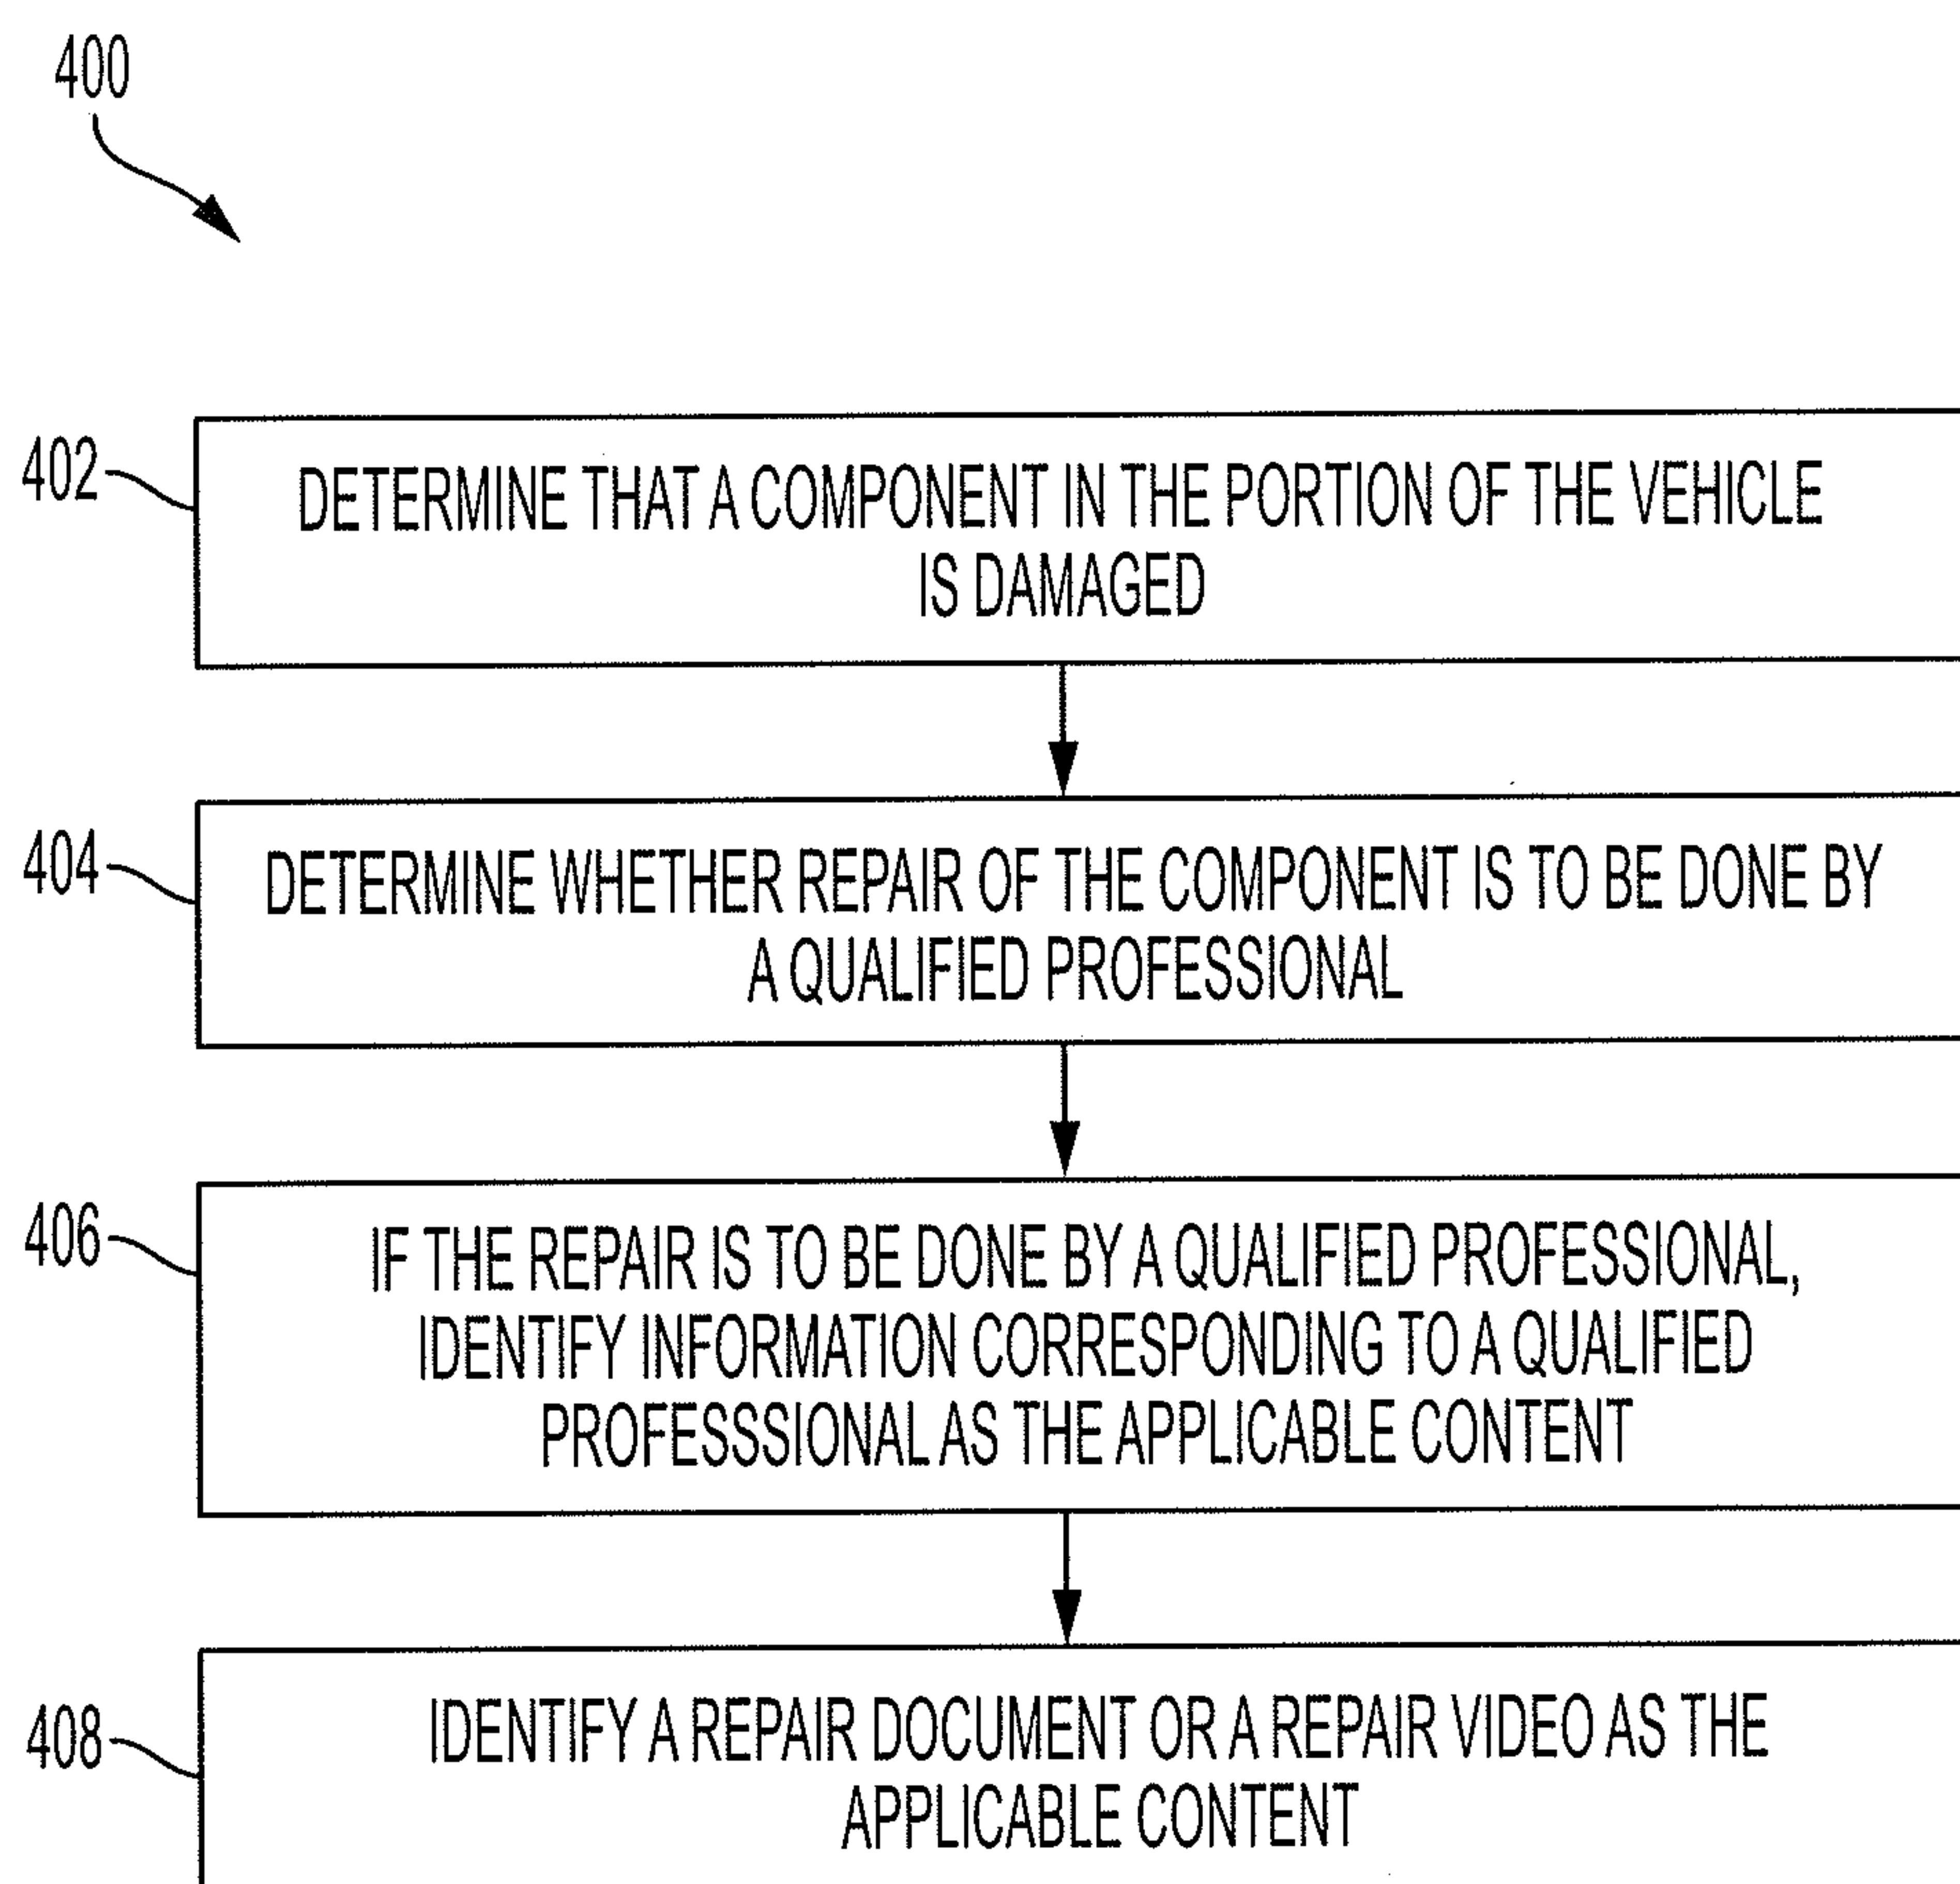 400
402
DETERMINE THAT A COMPONENT IN THE PORTION OF THE VEHICLE
IS DAMAGED
404
DETERMINE WHETHER REPAIR OF THE COMPONENT IS TO BE DONE BY
A QUALIFIED PROFESSIONAL
406
IF THE REPAIR IS TO BE DONE BY A QUALIFIED PROFESSIONAL,
IDENTIFY INFORMATION CORRESPONDING TO A QUALIFIED
PROFESSSIONAL AS THE APPLICABLE CONTENT
408
IDENTIFY A REPAIR DOCUMENT OR A REPAIR VIDEO AS THE
APPLICABLE CONTENT